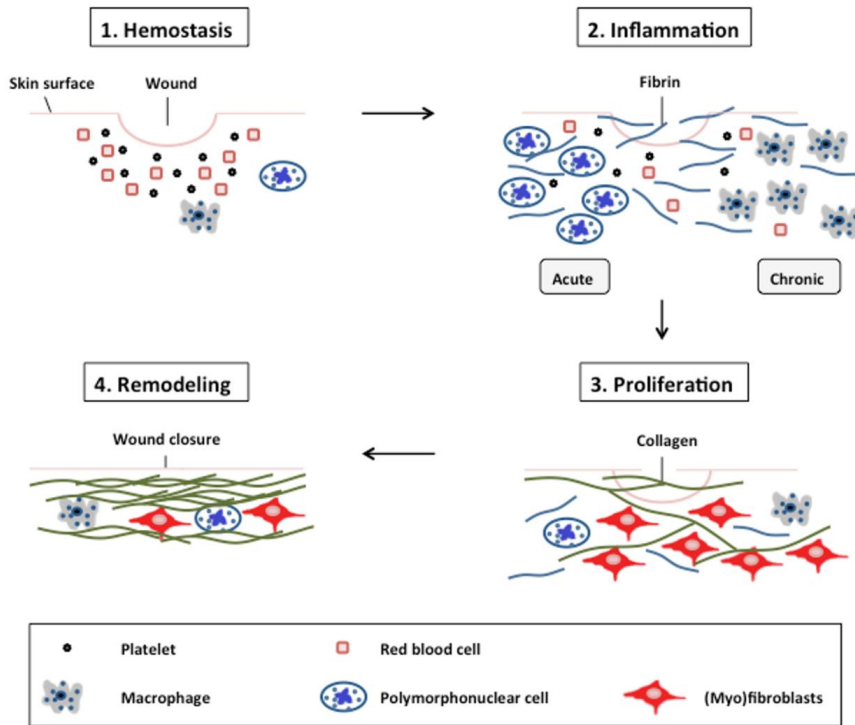 1. Hemostasis
Skin surface
Wound
2. Inflammation
Fibrin
Acute
Chronic
4. Remodeling
Wound closure
3. Proliferation
Collagen
Platelet
Red blood cell
Macrophage
Polymorphonuclear cell
(Myo)fibroblasts